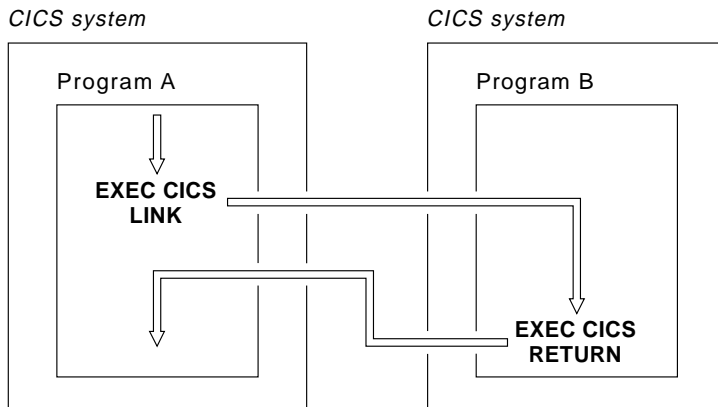 CICS system
CICS system
Program A
Program B
EXEC CICS
LINK
EXEC CICS
RETURN